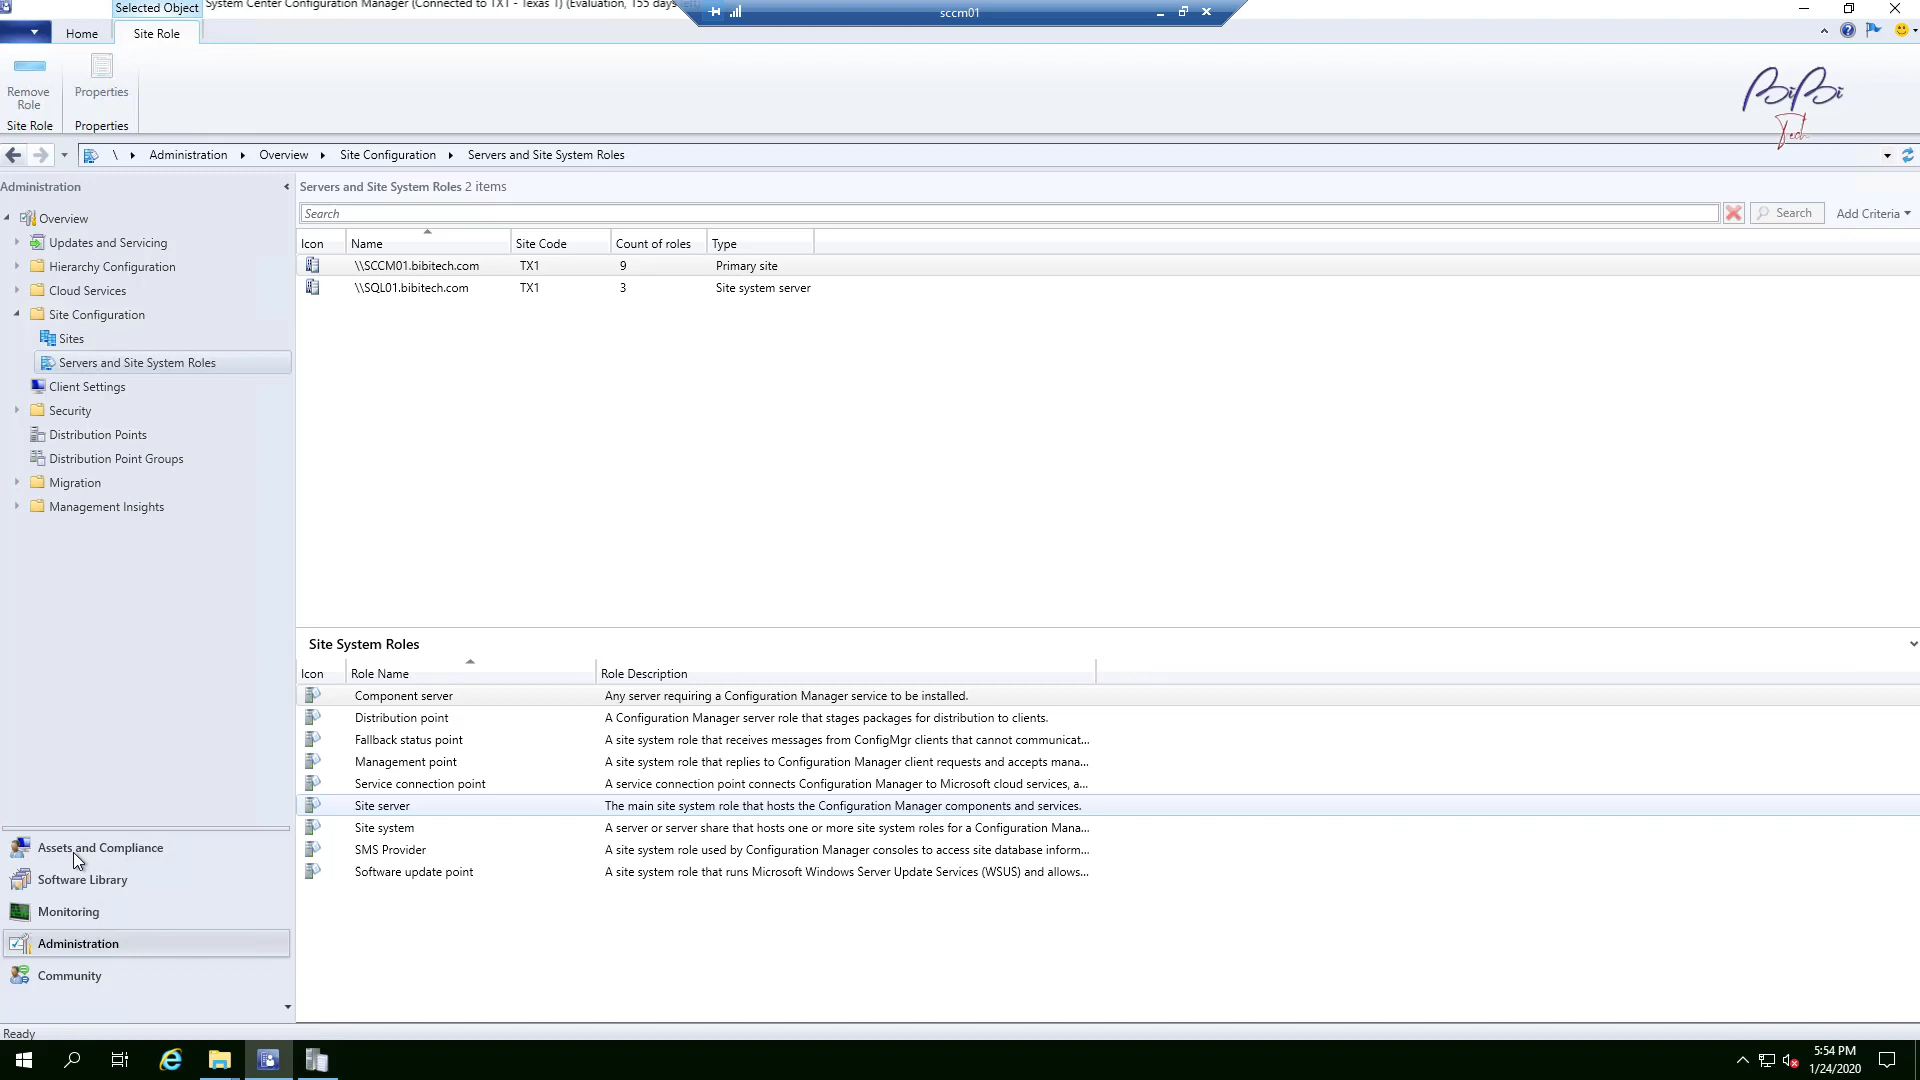 Selected Object
System Center Configuration Manager (Connected to TX1 - Texas 1) (Evaluation, 155 days
sccm01
Home
Site Role
Remove Role
Properties
Site Role
Properties
BiBi
Tech
\ Administration Overview Site Configuration Servers and Site System Roles
Administration
Overview
Updates and Servicing
Hierarchy Configuration
Cloud Services
Site Configuration
Sites
Servers and Site System Roles
Client Settings
Security
Distribution Points
Distribution Point Groups
Migration
Management Insights
Assets and Compliance
Software Library
Monitoring
Administration
Community
Servers and Site System Roles 2 items
Search
Search
Add Criteria
Icon Name Site Code Count of roles Type
\\SCCM01.bibitech.com TX1 9 Primary site
\\SQL01.bibitech.com TX1 3 Site system server
Site System Roles
Icon Role Name Role Description
Component server Any server requiring a Configuration Manager service to be installed.
Distribution point A Configuration Manager server role that stages packages for distribution to clients.
Fallback status point A site system role that receives messages from ConfigMgr clients that cannot communicat...
Management point A site system role that replies to Configuration Manager client requests and accepts mana...
Service connection point A service connection point connects Configuration Manager to Microsoft cloud services, a...
Site server The main site system role that hosts the Configuration Manager components and services.
Site system A server or server share that hosts one or more site system roles for a Configuration Mana...
SMS Provider A site system role used by Configuration Manager consoles to access site database inform...
Software update point A site system role that runs Microsoft Windows Server Update Services (WSUS) and allows...
Ready
5:54 PM
1/24/2020